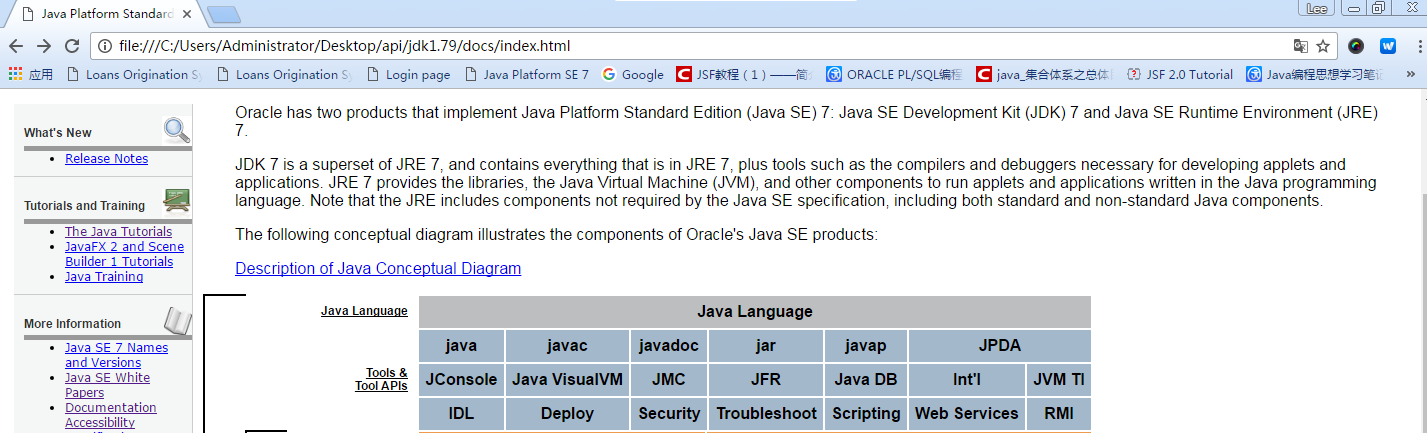 Java Platform Standard
Lee
file:///C:/Users/Administrator/Desktop/api/jdk1.79/docs/index.html
应用 Loans Origination Sy Loans Origination Sy Login page Java Platform SE 7 Google JSF教程（1）——简 ORACLE PL/SQL编程 java_集合体系之总体 JSF 2.0 Tutorial Java编程思想学习笔记 »
What's New
Release Notes
Tutorials and Training
The Java Tutorials
JavaFX 2 and Scene
Builder 1 Tutorials
Java Training
More Information
Java SE 7 Names
and Versions
Java SE White
Papers
Documentation
Accessibility
Oracle has two products that implement Java Platform Standard Edition (Java SE) 7: Java SE Development Kit (JDK) 7 and Java SE Runtime Environment (JRE)
7.
JDK 7 is a superset of JRE 7, and contains everything that is in JRE 7, plus tools such as the compilers and debuggers necessary for developing applets and
applications. JRE 7 provides the libraries, the Java Virtual Machine (JVM), and other components to run applets and applications written in the Java programming
language. Note that the JRE includes components not required by the Java SE specification, including both standard and non-standard Java components.
The following conceptual diagram illustrates the components of Oracle's Java SE products:
Description of Java Conceptual Diagram
Java Language Java Language
java javac javadoc jar javap JPDA
Tools &
Tool APIs
JConsole Java VisualVM JMC JFR Java DB Int'l JVM TI
IDL Deploy Security Troubleshoot Scripting Web Services RMI